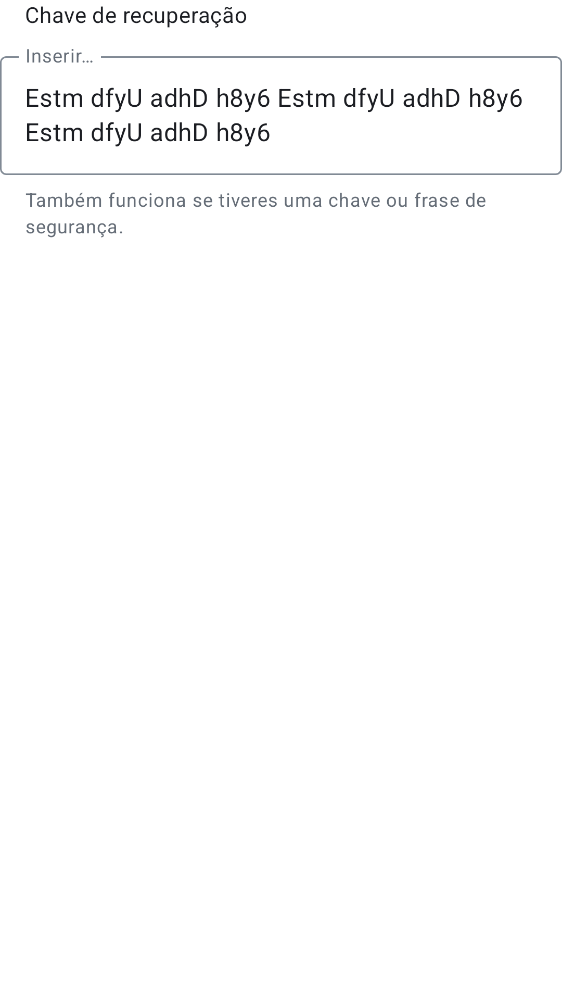 Chave de recuperação
Inserir…
Estm dfyU adhD h8y6 Estm dfyU adhD h8y6
Estm dfyU adhD h8y6
Também funciona se tiveres uma chave ou frase de
segurança.